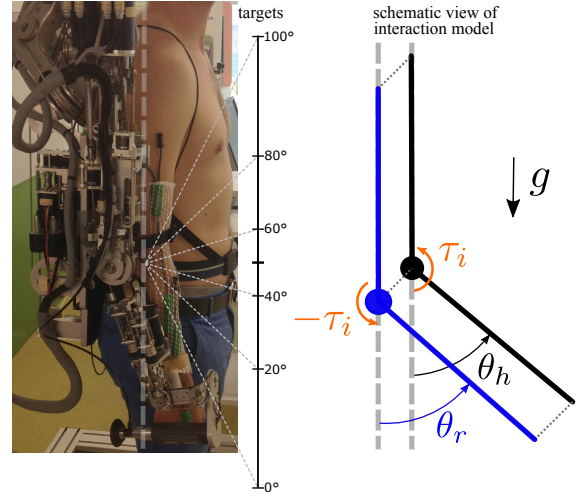 targets
100°
80°
60°
40°
20°
0°
schematic view of
interaction model
g
τᵢ
−τᵢ
θₕ
θᵣ